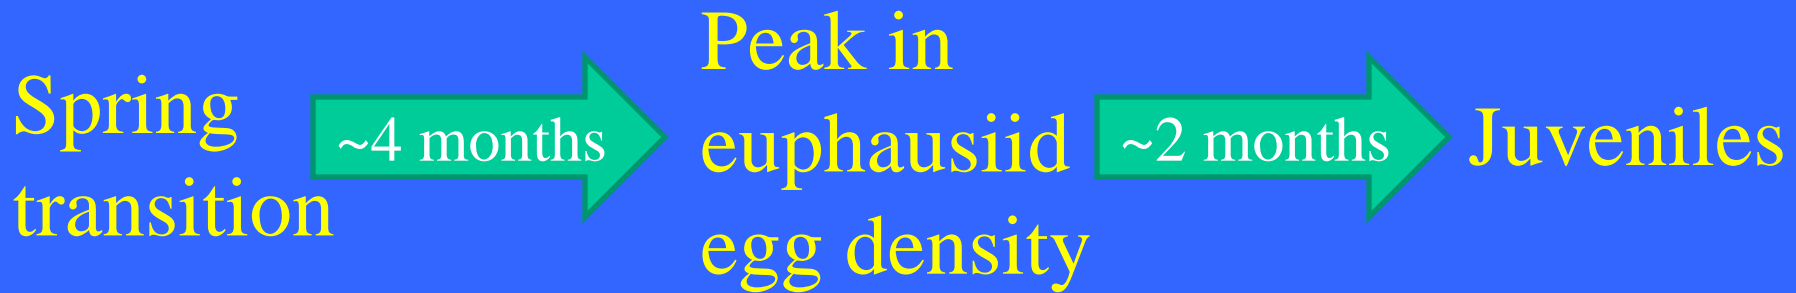 Spring
transition
~4 months
Peak in
euphausiid
egg density
~2 months
Juveniles